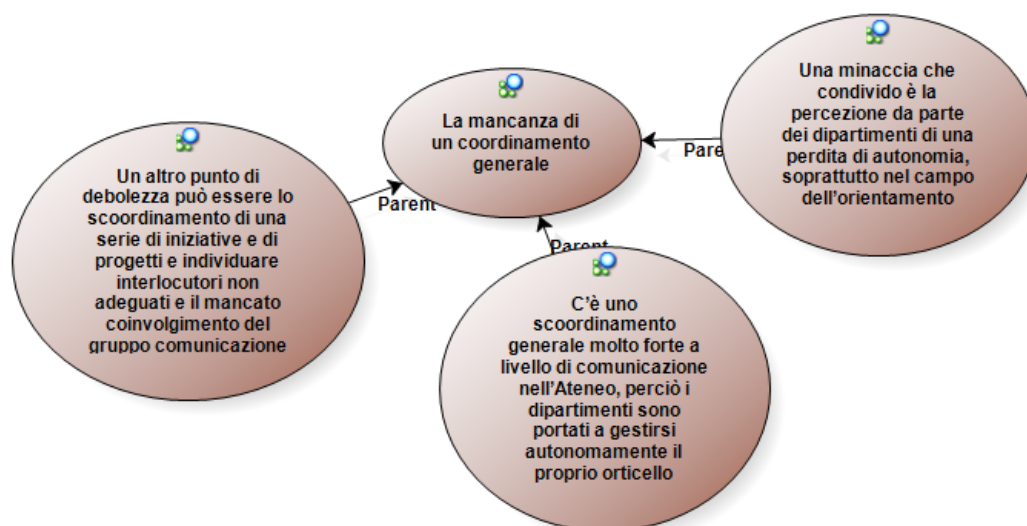 Un altro punto di
debolezza può essere lo
scoordinamento di una
serie di iniziative e di
progetti e individuare
interlocutori non
adeguati e il mancato
coinvolgimento del
gruppo comunicazione
Parent
La mancanza di
un coordinamento
generale
Parent
C'è uno
scoordinamento
generale molto forte a
livello di comunicazione
nell'Ateneo, perciò i
dipartimenti sono
portati a gestirsi
autonomamente il
proprio orticello
Pare
Una minaccia che
condivido è la
percezione da parte
dei dipartimenti di una
perdita di autonomia,
soprattutto nel campo
dell'orientamento